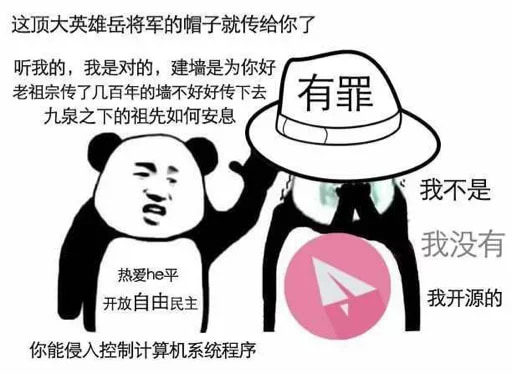 这顶大英雄岳将军的帽子就传给你了
听我的，我是对的，建墙是为你好
老祖宗传了几百年的墙不好好传下去
九泉之下的祖先如何安息
有罪
我不是
我没有
我开源的
热爱he平
开放自由民主
你能侵入控制计算机系统程序